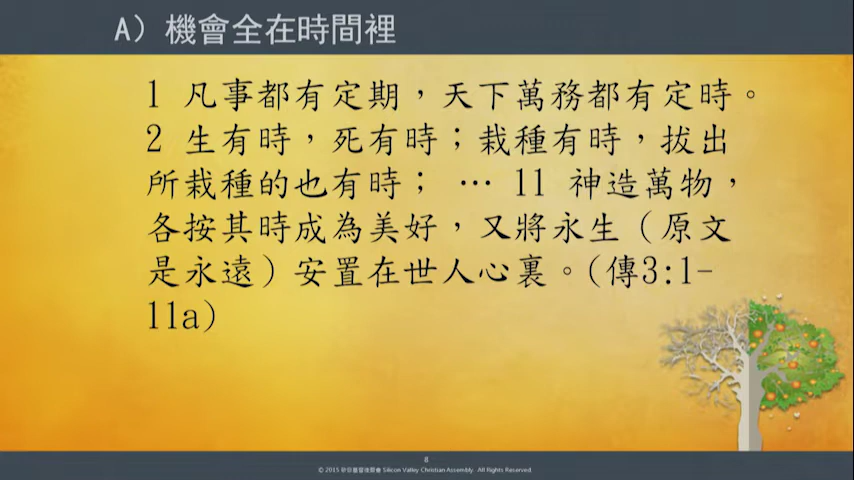 A）機會全在時間裡
1 凡事都有定期，天下萬務都有定時。
2 生有時，死有時；栽種有時，拔出
所栽種的也有時； … 11 神造萬物，
各按其時成為美好，又將永生（原文
是永遠）安置在世人心裏。(傳3:1-
11a)
8
© 2015 矽谷基督徒聚會 Silicon Valley Christian Assembly. All Rights Reserved.